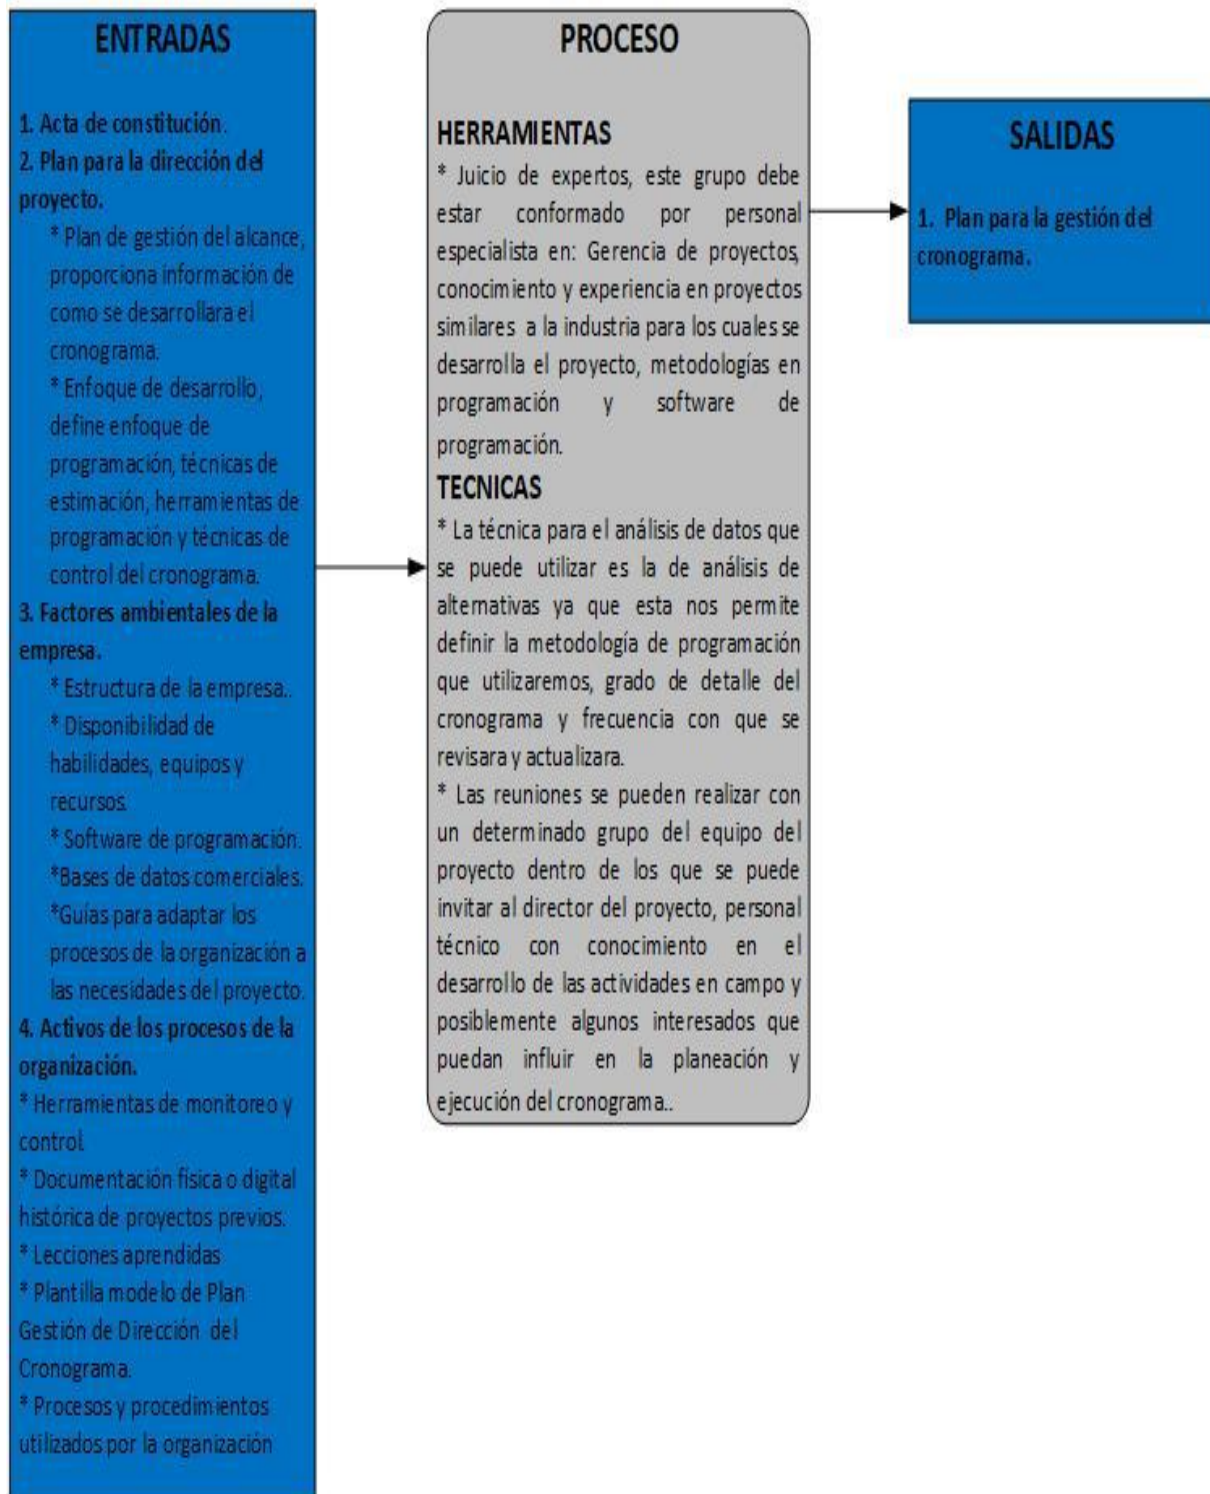 ENTRADAS
1. Acta de constitución.
2. Plan para la dirección del
proyecto.
* Plan de gestión del alcance,
proporciona información de
como se desarrollara el
cronograma.
* Enfoque de desarrollo,
define enfoque de
programación, técnicas de
estimación, herramientas de
programación y técnicas de
control del cronograma.
3. Factores ambientales de la
empresa.
* Estructura de la empresa..
* Disponibilidad de
habilidades, equipos y
recursos.
* Software de programación.
*Bases de datos comerciales.
*Guías para adaptar los
procesos de la organización a
las necesidades del proyecto.
4. Activos de los procesos de la
organización.
* Herramientas de monitoreo y
control.
* Documentación física o digital
histórica de proyectos previos.
* Lecciones aprendidas
* Plantilla modelo de Plan
Gestión de Dirección del
Cronograma.
* Procesos y procedimientos
utilizados por la organización
PROCESO
HERRAMIENTAS
* Juicio de expertos, este grupo debe
estar conformado por personal
especialista en: Gerencia de proyectos,
conocimiento y experiencia en proyectos
similares a la industria para los cuales se
desarrolla el proyecto, metodologías en
programación y software de
programación.
TECNICAS
* La técnica para el análisis de datos que
se puede utilizar es la de análisis de
alternativas ya que esta nos permite
definir la metodología de programación
que utilizaremos, grado de detalle del
cronograma y frecuencia con que se
revisara y actualizara.
* Las reuniones se pueden realizar con
un determinado grupo del equipo del
proyecto dentro de los que se puede
invitar al director del proyecto, personal
técnico con conocimiento en el
desarrollo de las actividades en campo y
posiblemente algunos interesados que
puedan influir en la planeación y
ejecución del cronograma..
SALIDAS
1. Plan para la gestión del
cronograma.